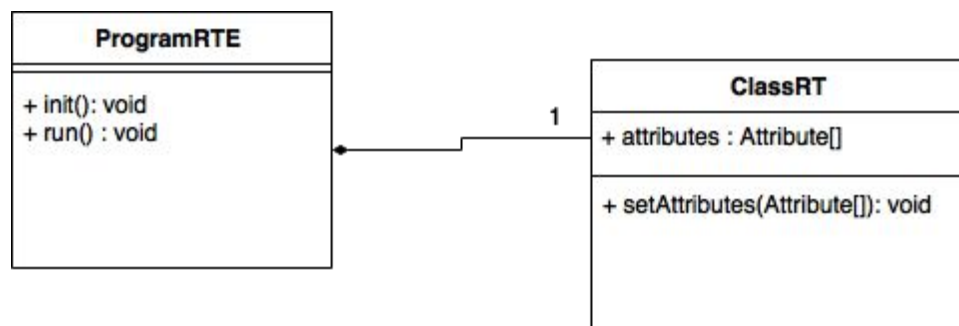 ProgramRTE
+ init(): void
+ run() : void
1
ClassRT
+ attributes : Attribute[]
+ setAttributes(Attribute[]): void